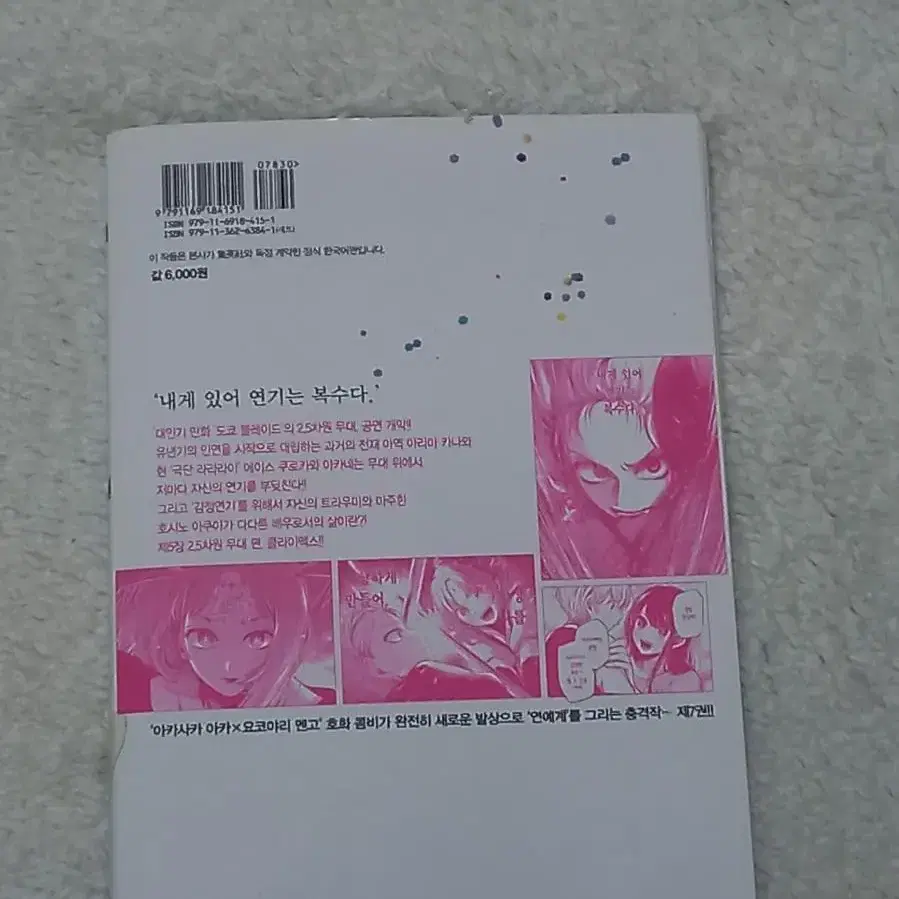 07830>
9 791169 184151
ISBN 979-11-6918-415-1
ISBN 979-11-362-6384-1(세트)
이 작품은 본사가 集英社와 독점 계약한 정식 한국어판입니다.
값 6,000원
‘내게 있어 연기는 복수다.’
대인기 만화 ‘도쿄 블레이드’의 2.5차원 무대, 공연 개막!!
유년기의 인연을 시작으로 대립하는 과거의 천재 아역 아리마 카나와
현 ‘극단 라라라이’ 에이스 쿠로카와 아카네는 무대 위에서
저마다 자신의 연기를 부딪친다!!
그리고 ‘감정연기’를 위해서 자신의 트라우마와 마주한
호시노 아쿠아가 다다른 배우로서의 삶이란?!
제5장 2.5차원 무대 편, 클라이맥스!!
내게 있어
복수다.
만들어.
‘아카사카 아카×요코야리 멘고’ 호화 콤비가 완전히 새로운 발상으로 ‘연예계’를 그리는 충격작… 제7권!!